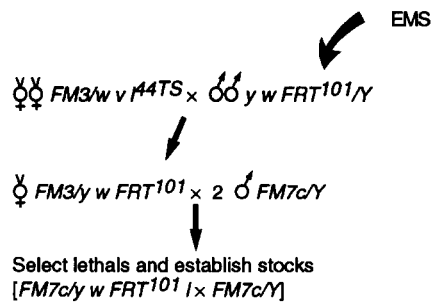 EMS
⚢ FM3/w v l44TS × ♂♂ y w FRT101/Y
♀ FM3/y w FRT101 × 2 ♂ FM7c/Y
Select lethals and establish stocks
[FM7c/y w FRT101 l × FM7c/Y]